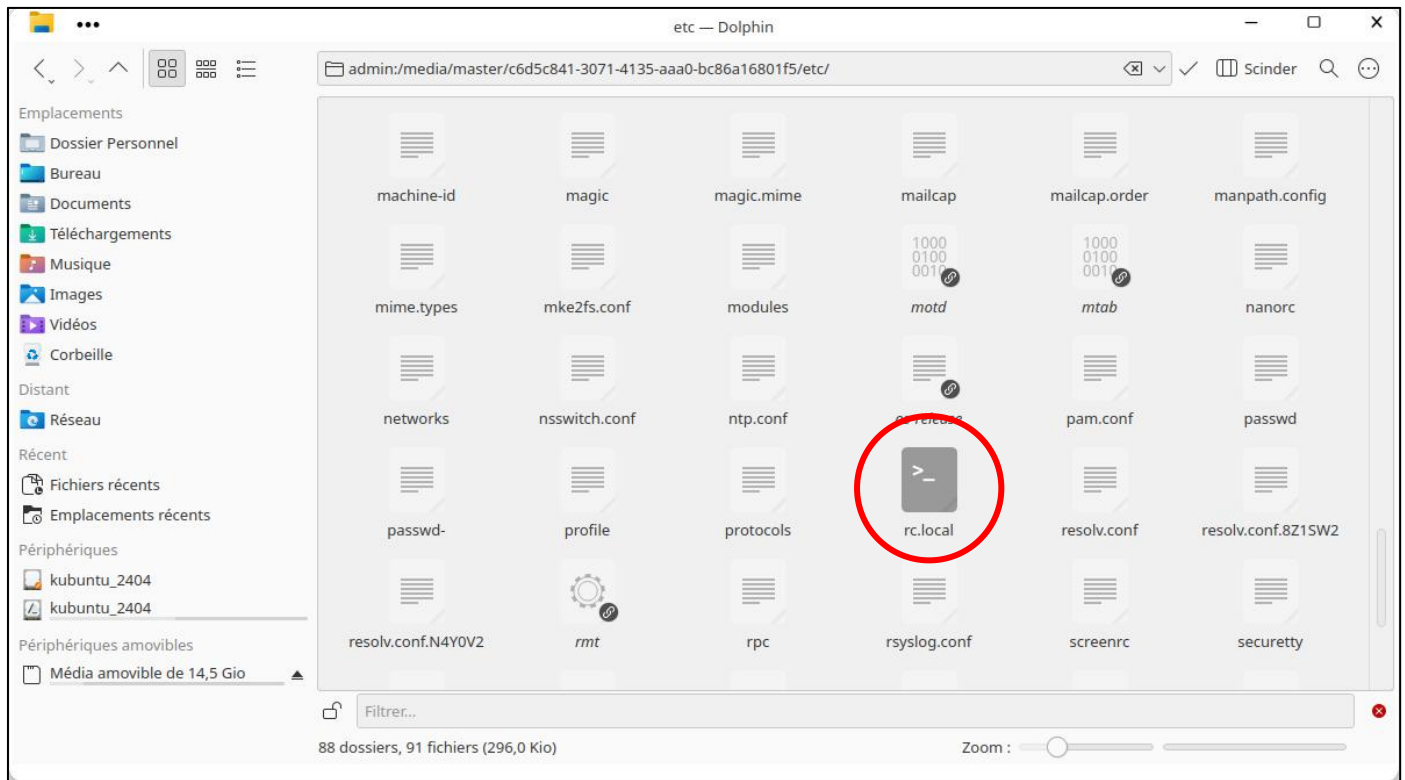 etc — Dolphin
admin:/media/master/c6d5c841-3071-4135-aaa0-bc86a16801f5/etc/
Scinder
Emplacements
Dossier Personnel
Bureau
Documents
Téléchargements
Musique
Images
Vidéos
Corbeille
Distant
Réseau
Récent
Fichiers récents
Emplacements récents
Périphériques
kubuntu_2404
kubuntu_2404
Périphériques amovibles
Média amovible de 14,5 Gio
machine-id magic magic.mime mailcap mailcap.order manpath.config
1000 1000
0100 0100
0010 0010
mime.types mke2fs.conf modules motd mtab nanorc
networks nsswitch.conf ntp.conf os-release pam.conf passwd
>_
passwd- profile protocols rc.local resolv.conf resolv.conf.8Z1SW2
resolv.conf.N4Y0V2 rmt rpc rsyslog.conf screenrc securetty
Filtrer...
88 dossiers, 91 fichiers (296,0 Kio)
Zoom :